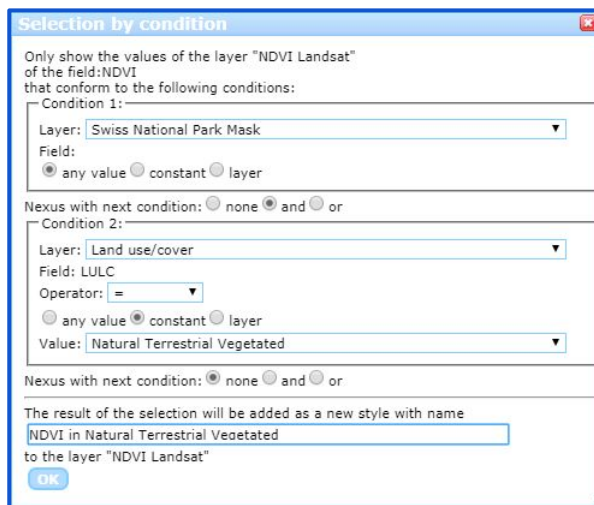 Selection by condition
Only show the values of the layer "NDVI Landsat"
of the field:NDVI
that conform to the following conditions:
Condition 1:
Layer: Swiss National Park Mask
Field:
any value constant layer
Nexus with next condition: none and or
Condition 2:
Layer: Land use/cover
Field: LULC
Operator: =
any value constant layer
Value: Natural Terrestrial Vegetated
Nexus with next condition: none and or
The result of the selection will be added as a new style with name
NDVI in Natural Terrestrial Vegetated
to the layer "NDVI Landsat"
OK